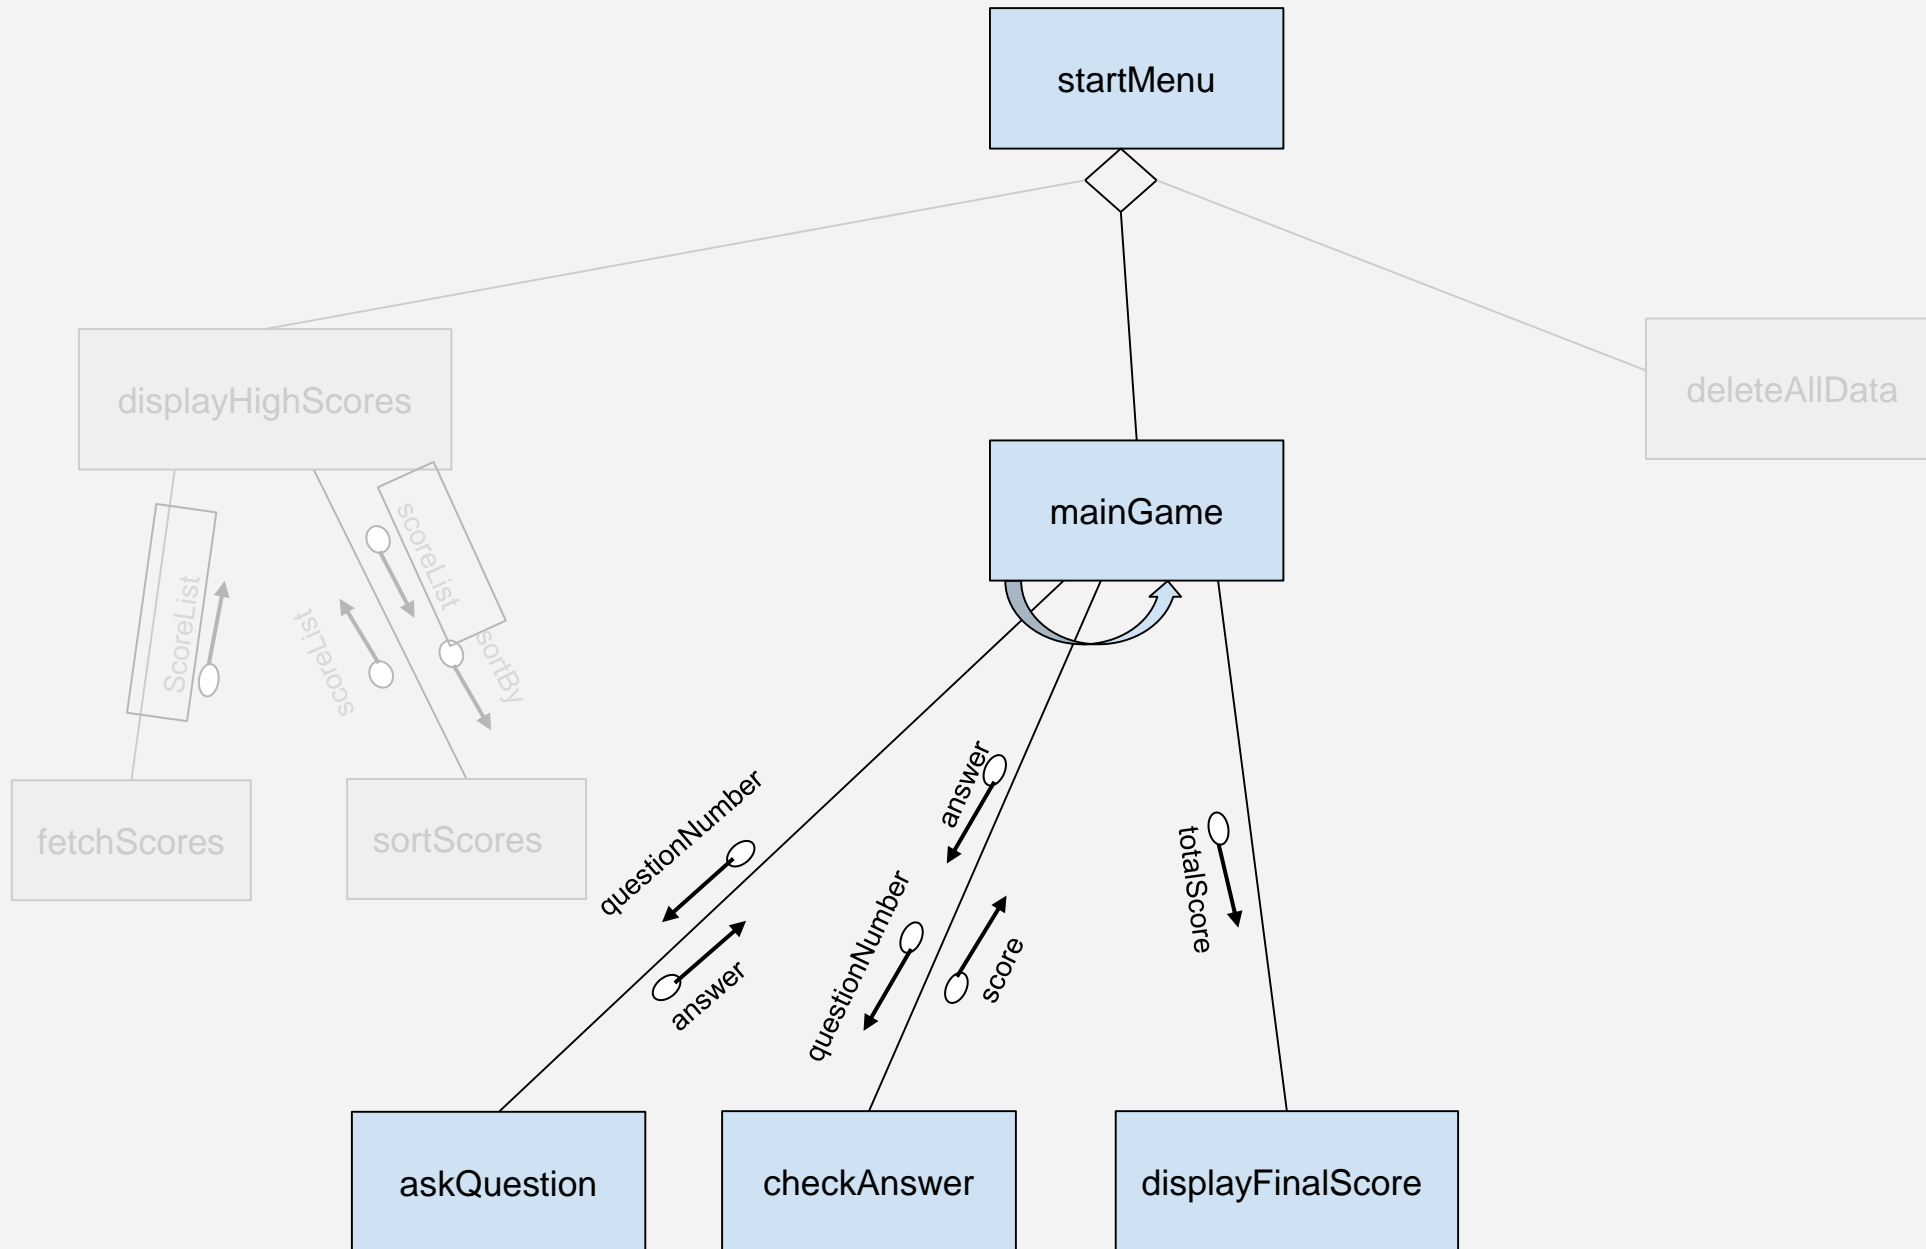 startMenu
displayHighScores
deleteAllData
mainGame
scoreList
ScoreList
scoreList
sortBy
answer
questionNumber
totalScore
fetchScores
sortScores
questionNumber
score
answer
askQuestion
checkAnswer
displayFinalScore